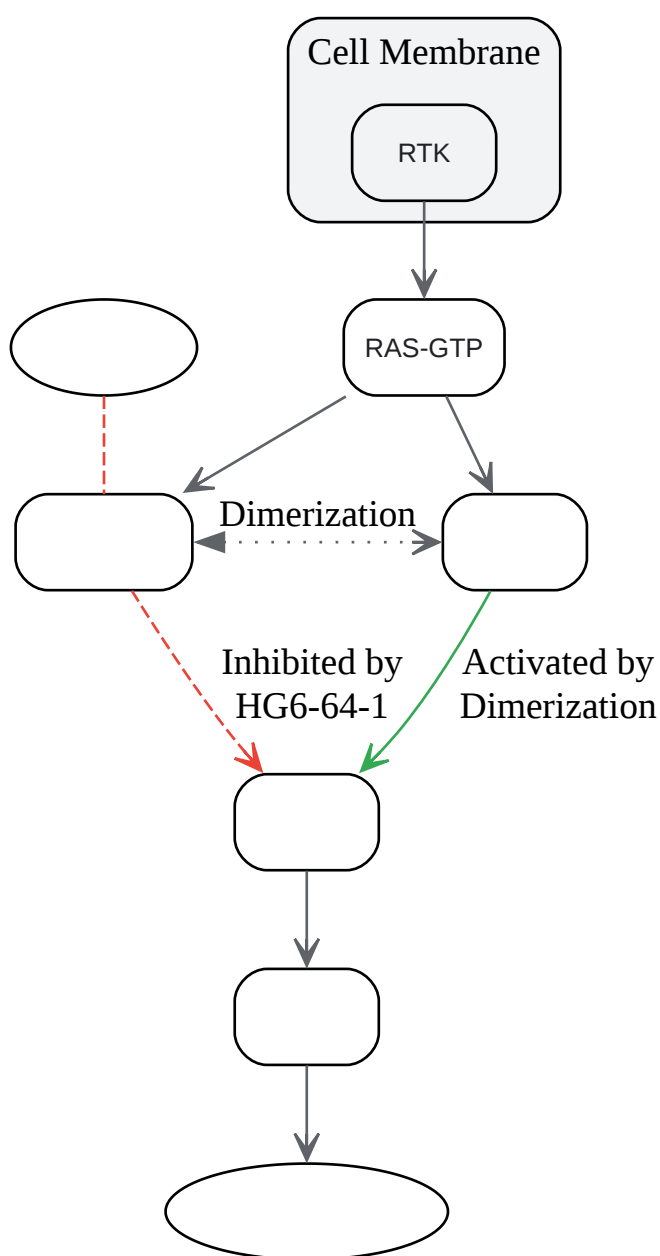 Cell Membrane
RTK
RAS-GTP
Dimerization
Inhibited by
HG6-64-1
Activated by
Dimerization